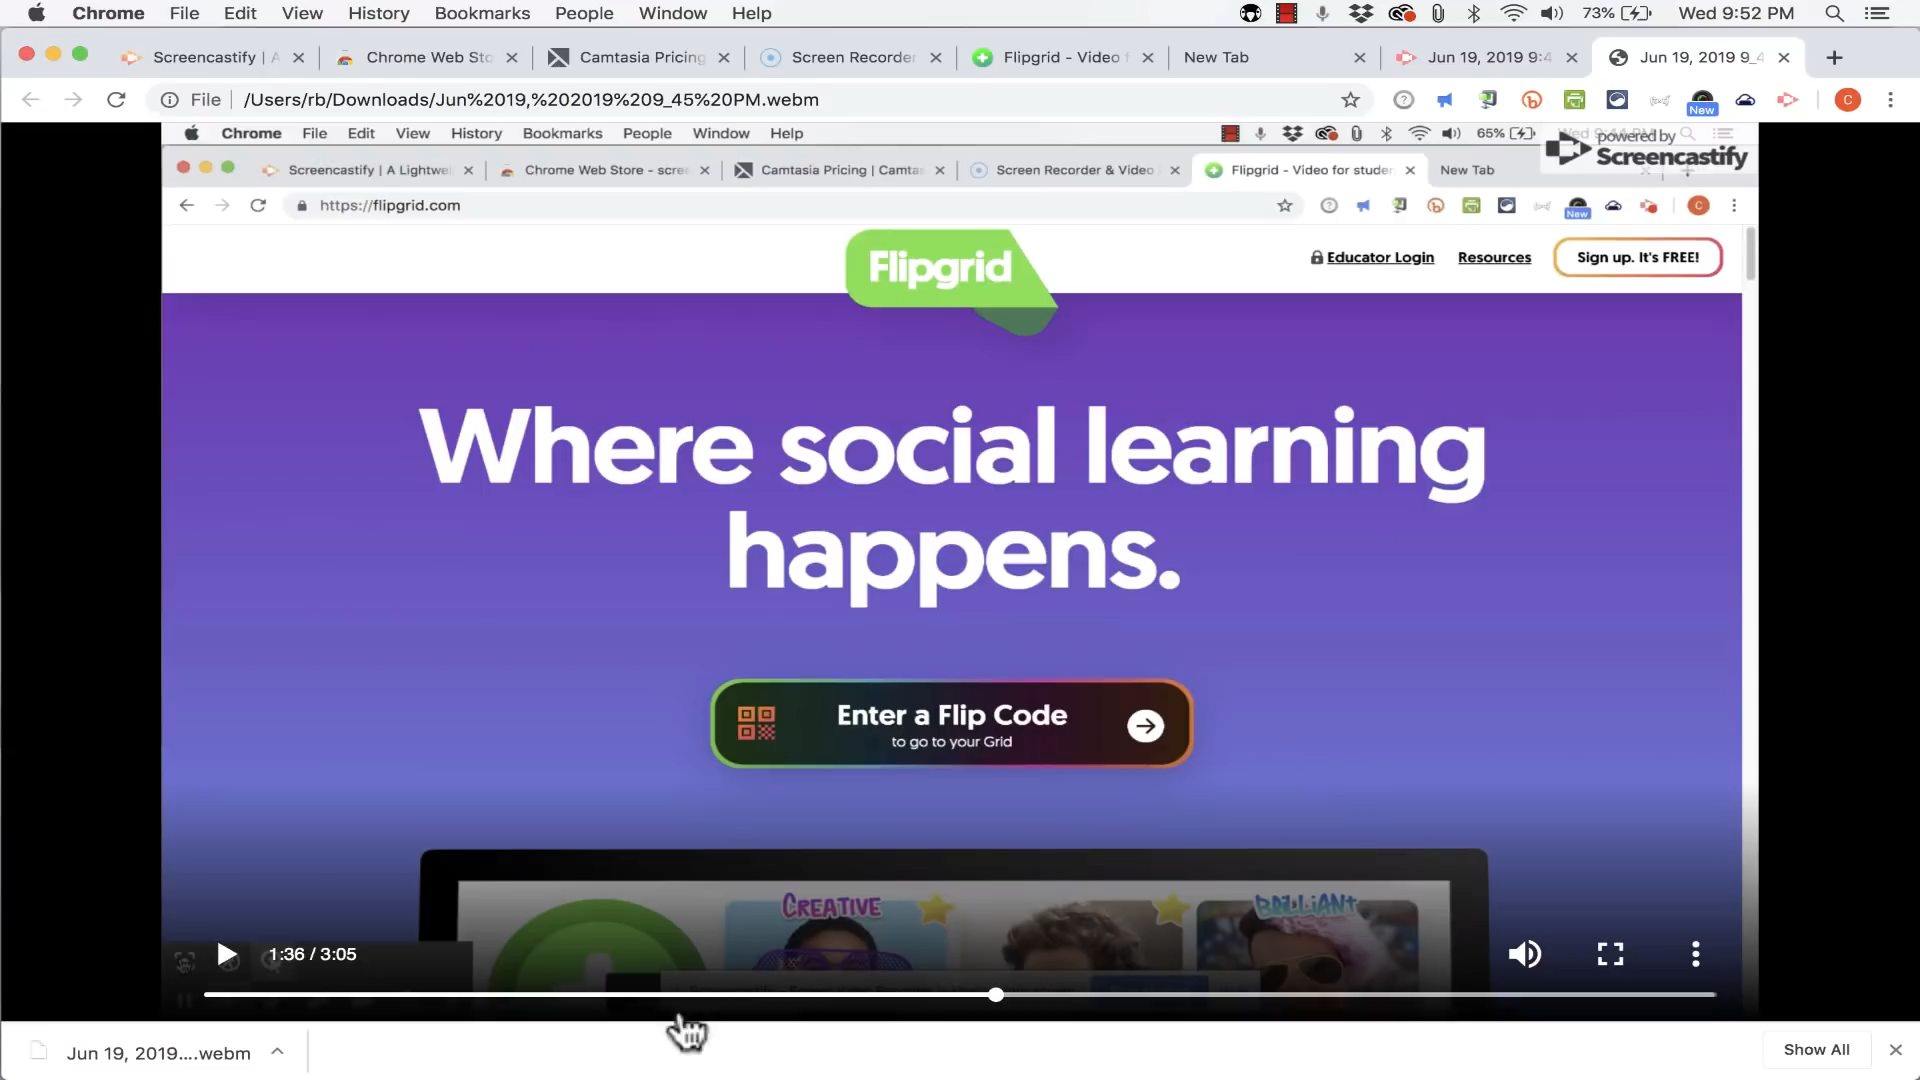 Chrome File Edit View History Bookmarks People Window Help 73% Wed 9:52 PM
Screencastify | A Chrome Web Sto Camtasia Pricing Screen Recorder Flipgrid - Video f New Tab Jun 19, 2019 9:4 Jun 19, 2019 9_4
File /Users/rb/Downloads/Jun%2019,%202019%209_45%20PM.webm
New C
Chrome File Edit View History Bookmarks People Window Help 65%
powered by
Screencastify
Screencastify | A Lightwei Chrome Web Store - scree Camtasia Pricing | Camtas Screen Recorder & Video Flipgrid - Video for studen New Tab
https://flipgrid.com
New C
Flipgrid
Educator Login Resources Sign up. It's FREE!
Where social learning
happens.
Enter a Flip Code
to go to your Grid
CREATIVE BRiLLiANT
1:36 / 3:05
Jun 19, 2019....webm Show All